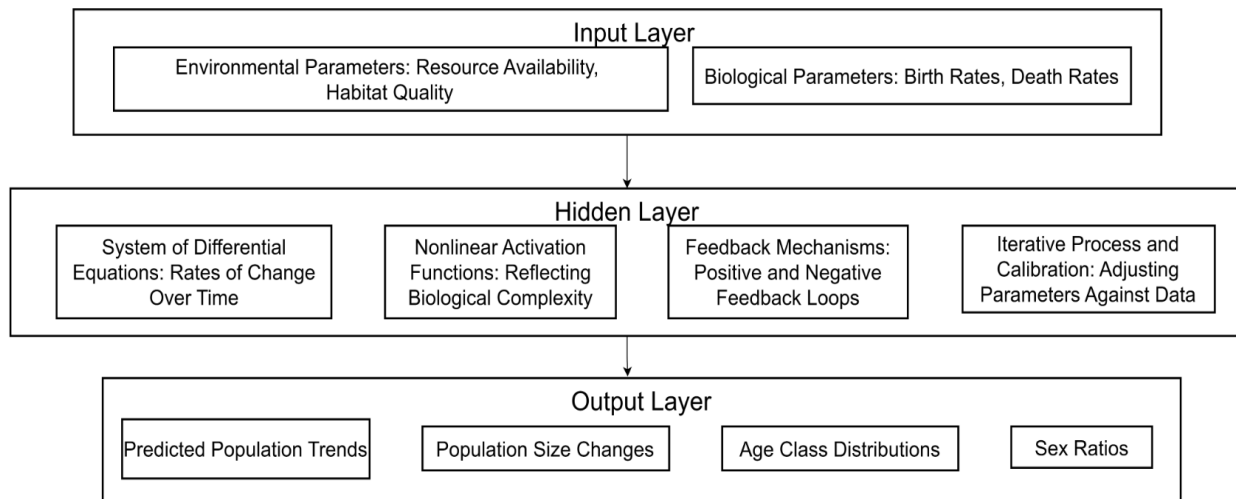 Input Layer
Environmental Parameters: Resource Availability,
Habitat Quality
Biological Parameters: Birth Rates, Death Rates
Hidden Layer
System of Differential
Equations: Rates of Change
Over Time
Nonlinear Activation
Functions: Reflecting
Biological Complexity
Feedback Mechanisms:
Positive and Negative
Feedback Loops
Iterative Process and
Calibration: Adjusting
Parameters Against Data
Output Layer
Predicted Population Trends
Population Size Changes
Age Class Distributions
Sex Ratios